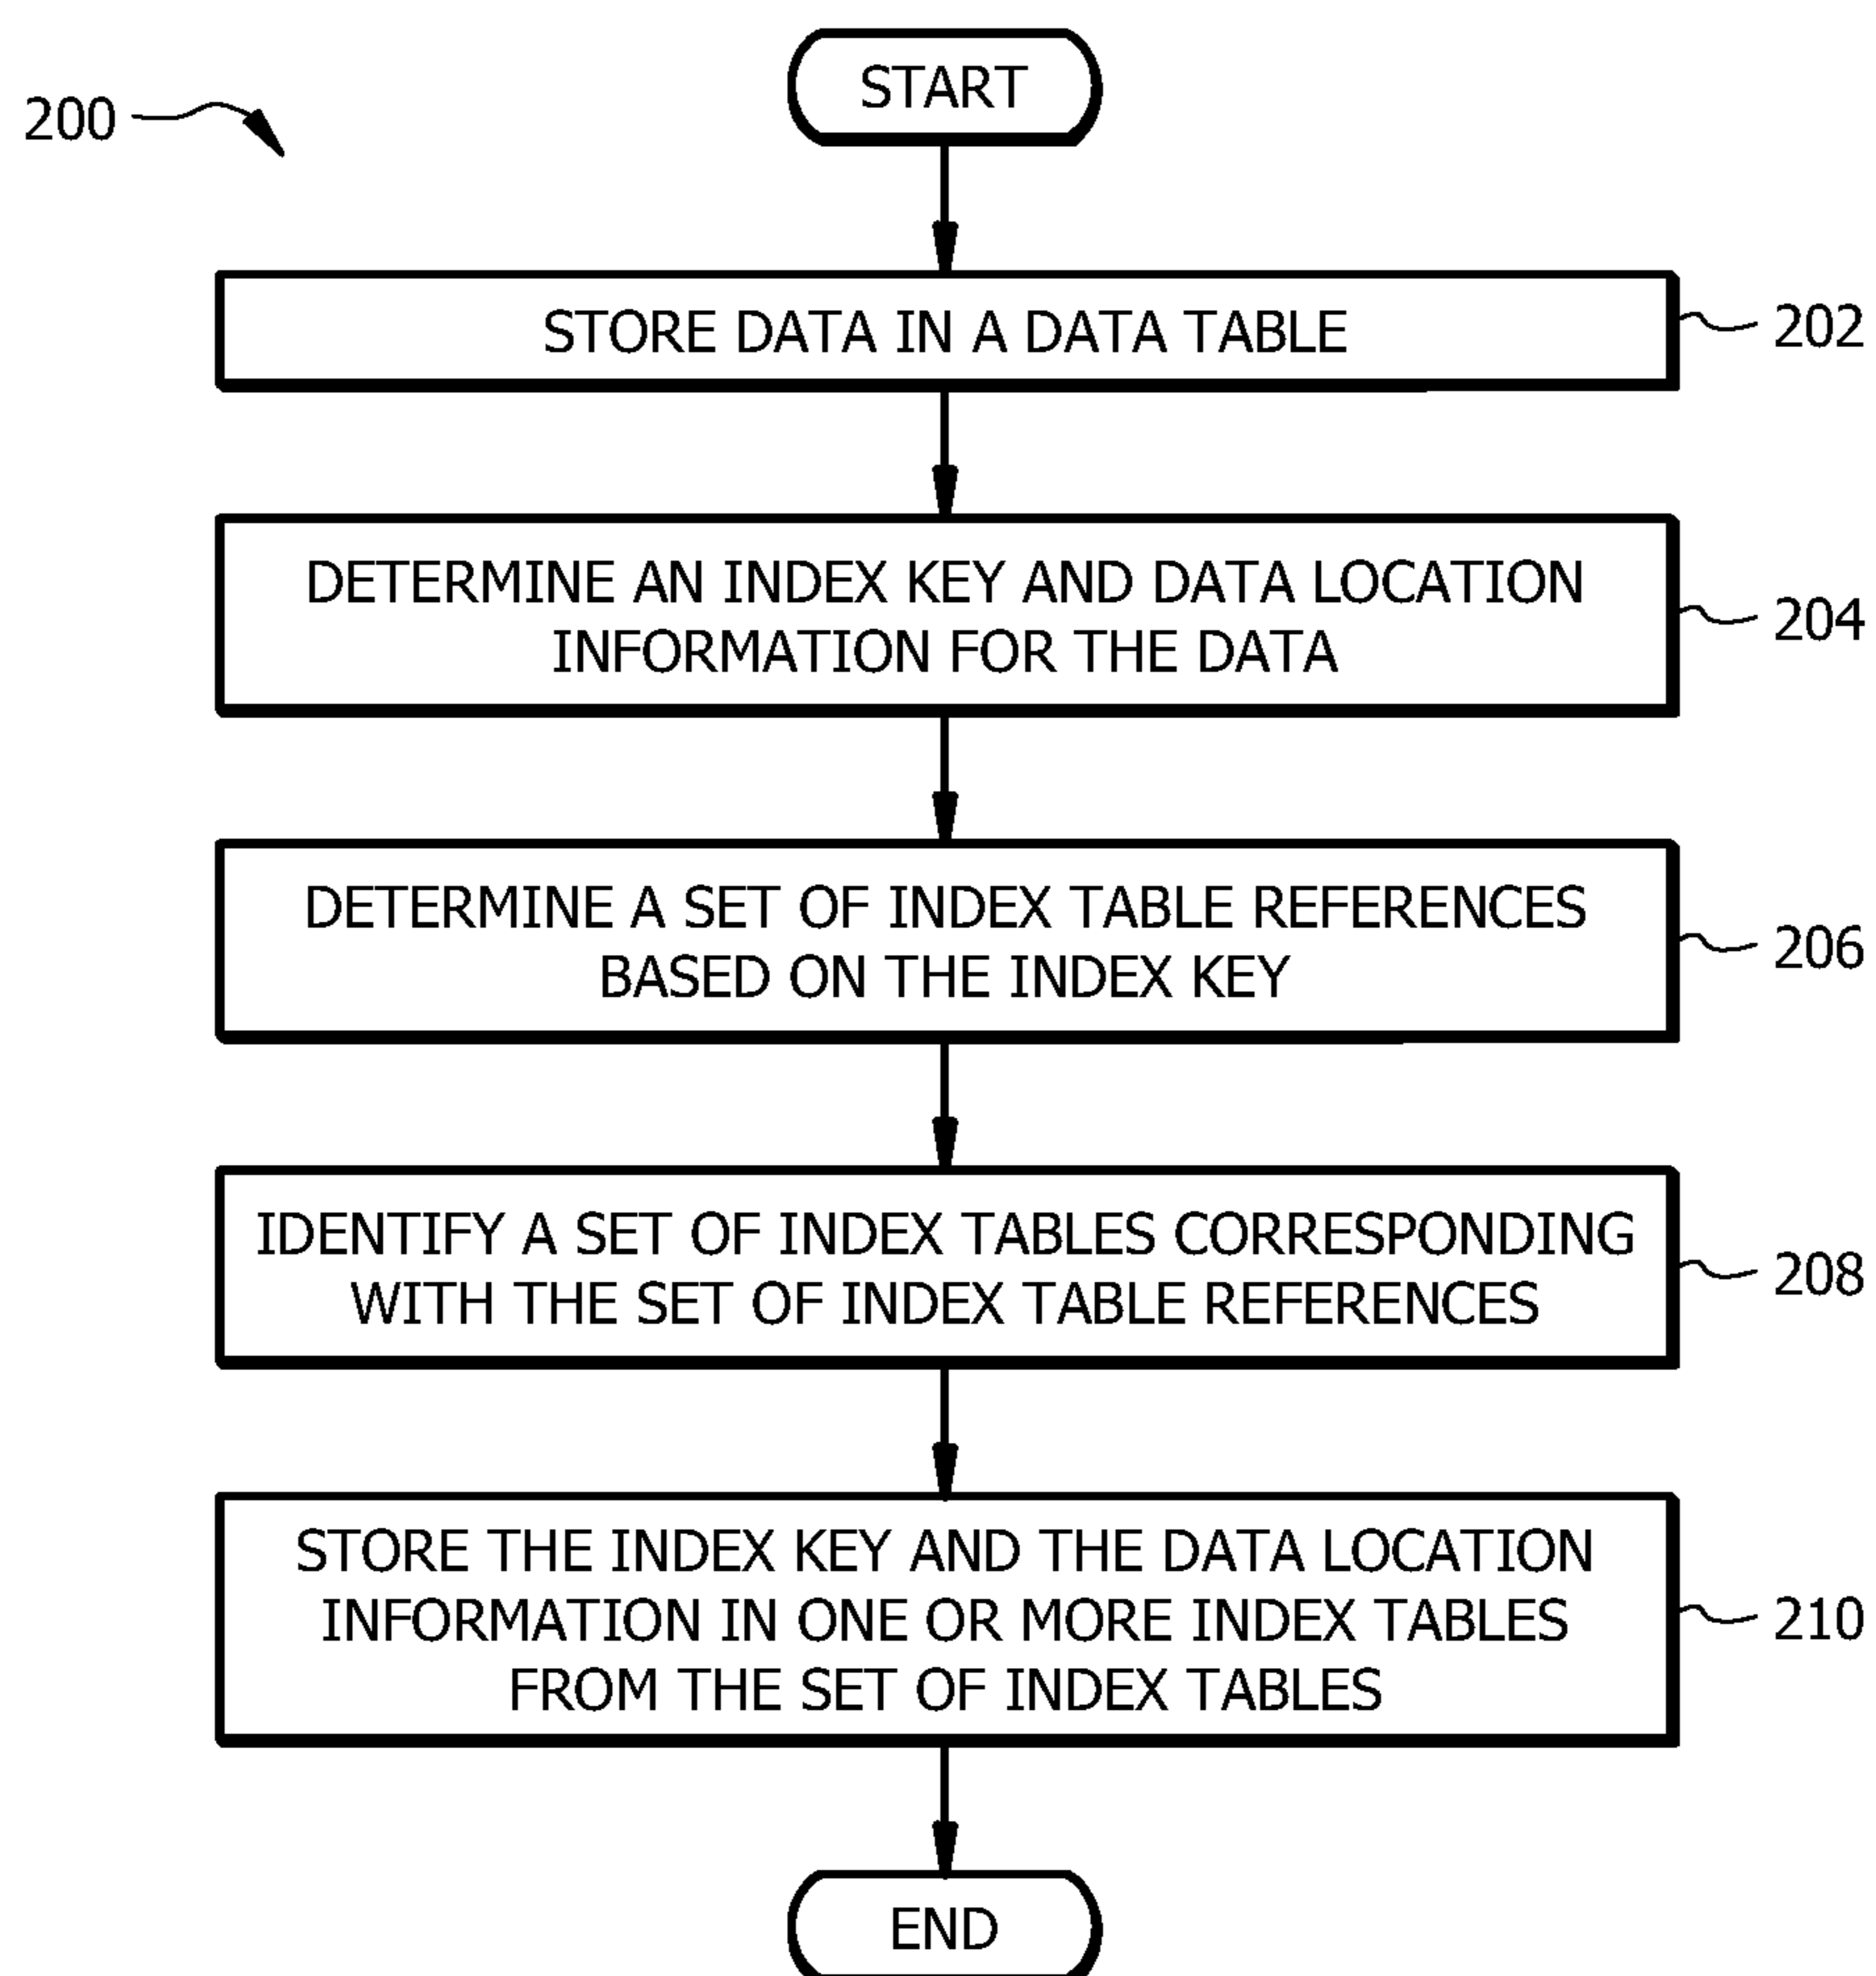 START
200
STORE DATA IN A DATA TABLE
202
DETERMINE AN INDEX KEY AND DATA LOCATION
INFORMATION FOR THE DATA
204
DETERMINE A SET OF INDEX TABLE REFERENCES
BASED ON THE INDEX KEY
206
IDENTIFY A SET OF INDEX TABLES CORRESPONDING
WITH THE SET OF INDEX TABLE REFERENCES
208
STORE THE INDEX KEY AND THE DATA LOCATION
INFORMATION IN ONE OR MORE INDEX TABLES
FROM THE SET OF INDEX TABLES
210
END